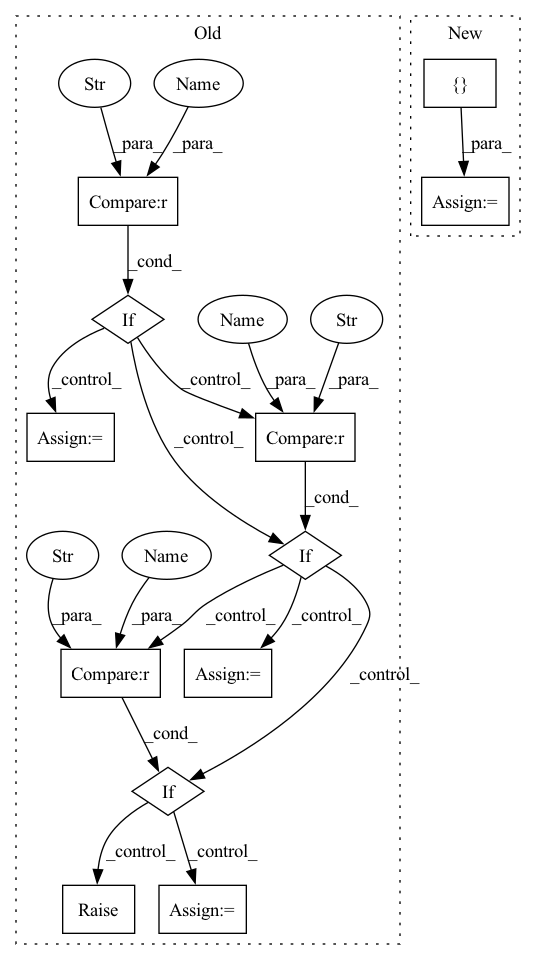 Old
New
Str
Name
{}
_para_
_para_
_para_
Compare:r
Assign:=
_cond_
If
Name
Str
_control_
_control_
_para_
_para_
Assign:=
_control_
Compare:r
_cond_
Str
Name
If
_para_
_para_
_control_
_control_
Compare:r
Assign:=
_control_
_cond_
If
_control_
_control_
Raise
Assign:=